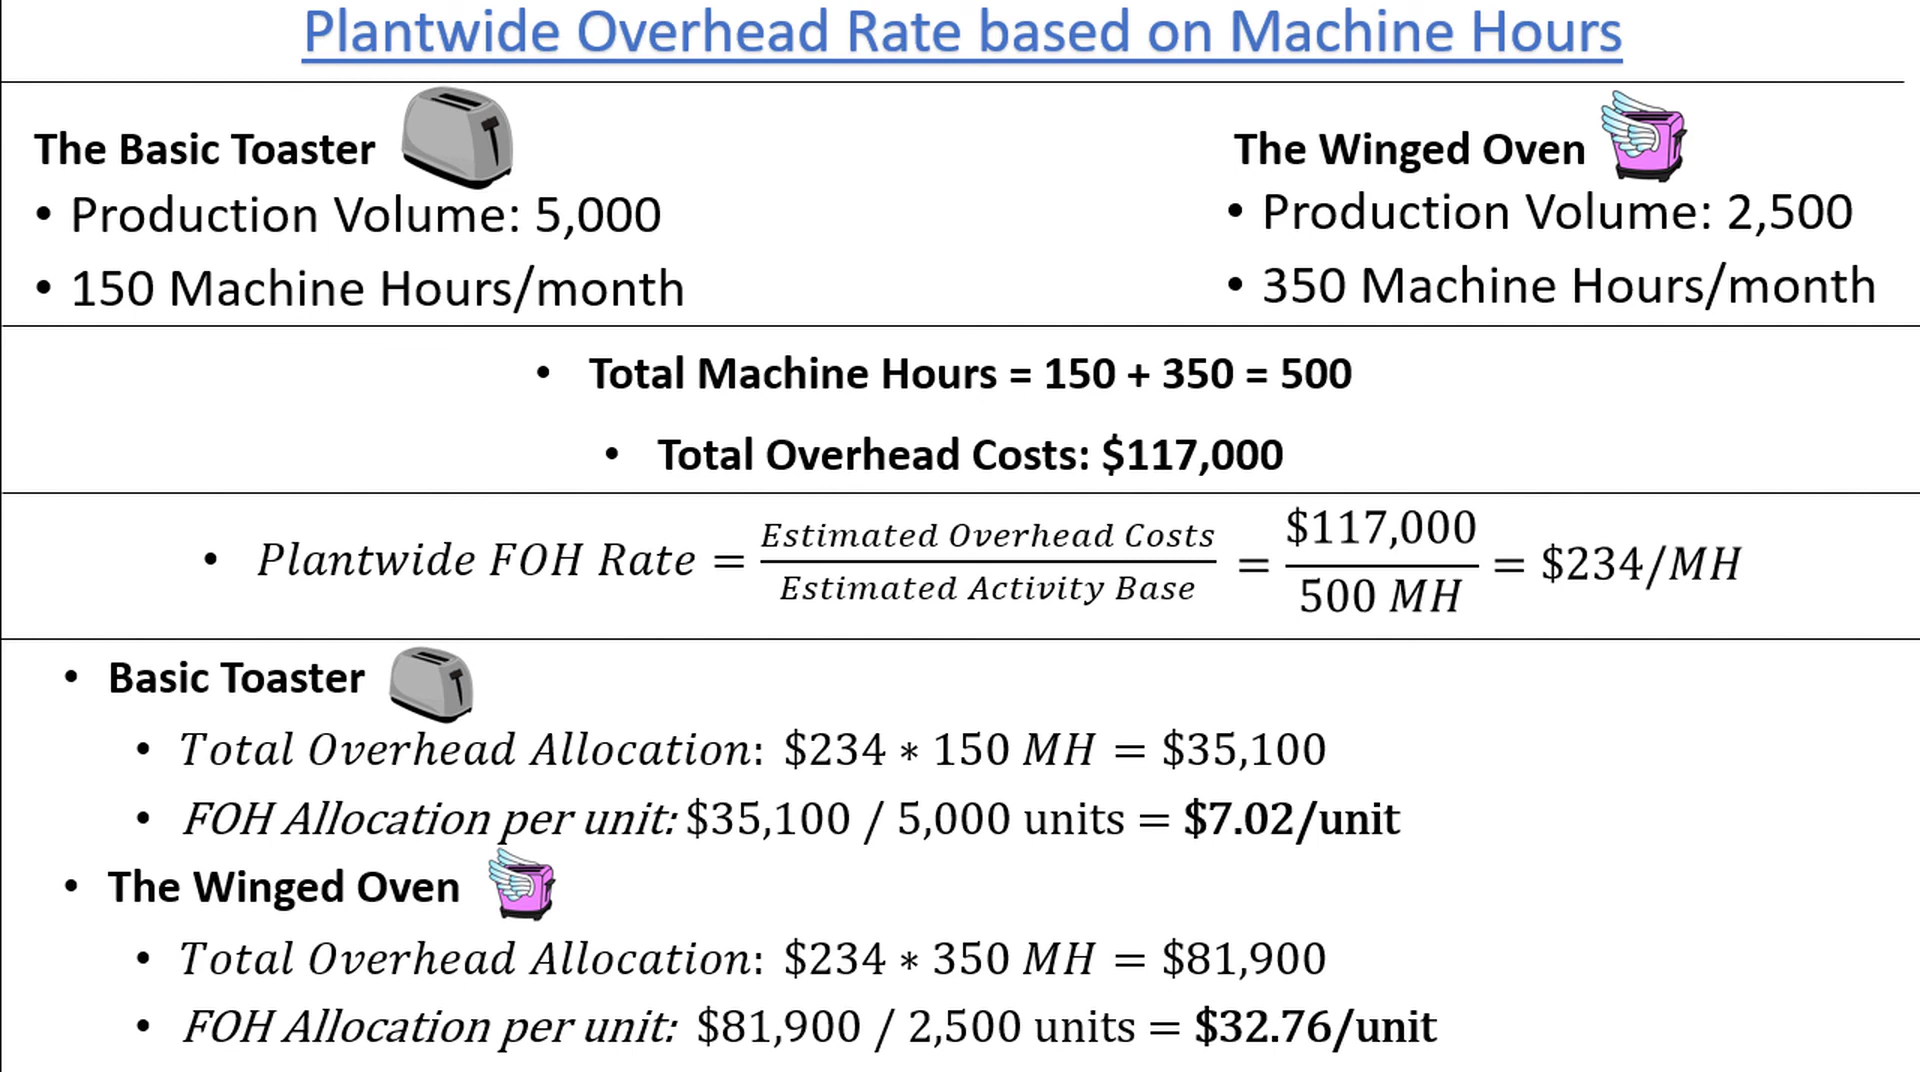 Plantwide Overhead Rate based on Machine Hours
The Basic Toaster
• Production Volume: 5,000
• 150 Machine Hours/month
The Winged Oven
• Production Volume: 2,500
• 350 Machine Hours/month
• Total Machine Hours = 150 + 350 = 500
• Total Overhead Costs: $117,000
• Plantwide FOH Rate = Estimated Overhead Costs / Estimated Activity Base = $117,000 / 500 MH = $234/MH
• Basic Toaster
• Total Overhead Allocation: $234 * 150 MH = $35,100
• FOH Allocation per unit: $35,100 / 5,000 units = $7.02/unit
• The Winged Oven
• Total Overhead Allocation: $234 * 350 MH = $81,900
• FOH Allocation per unit: $81,900 / 2,500 units = $32.76/unit